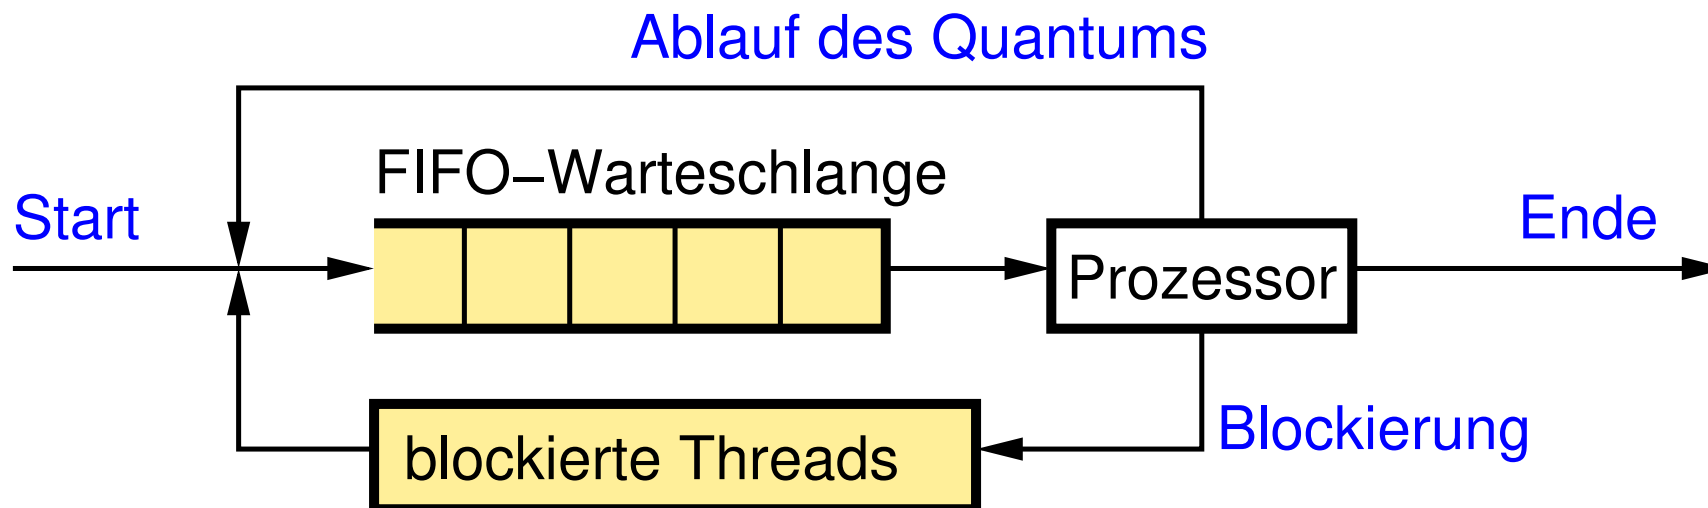 Ablauf des Quantums
FIFO–Warteschlange
Start
Ende
Prozessor
Blockierung
blockierte Threads